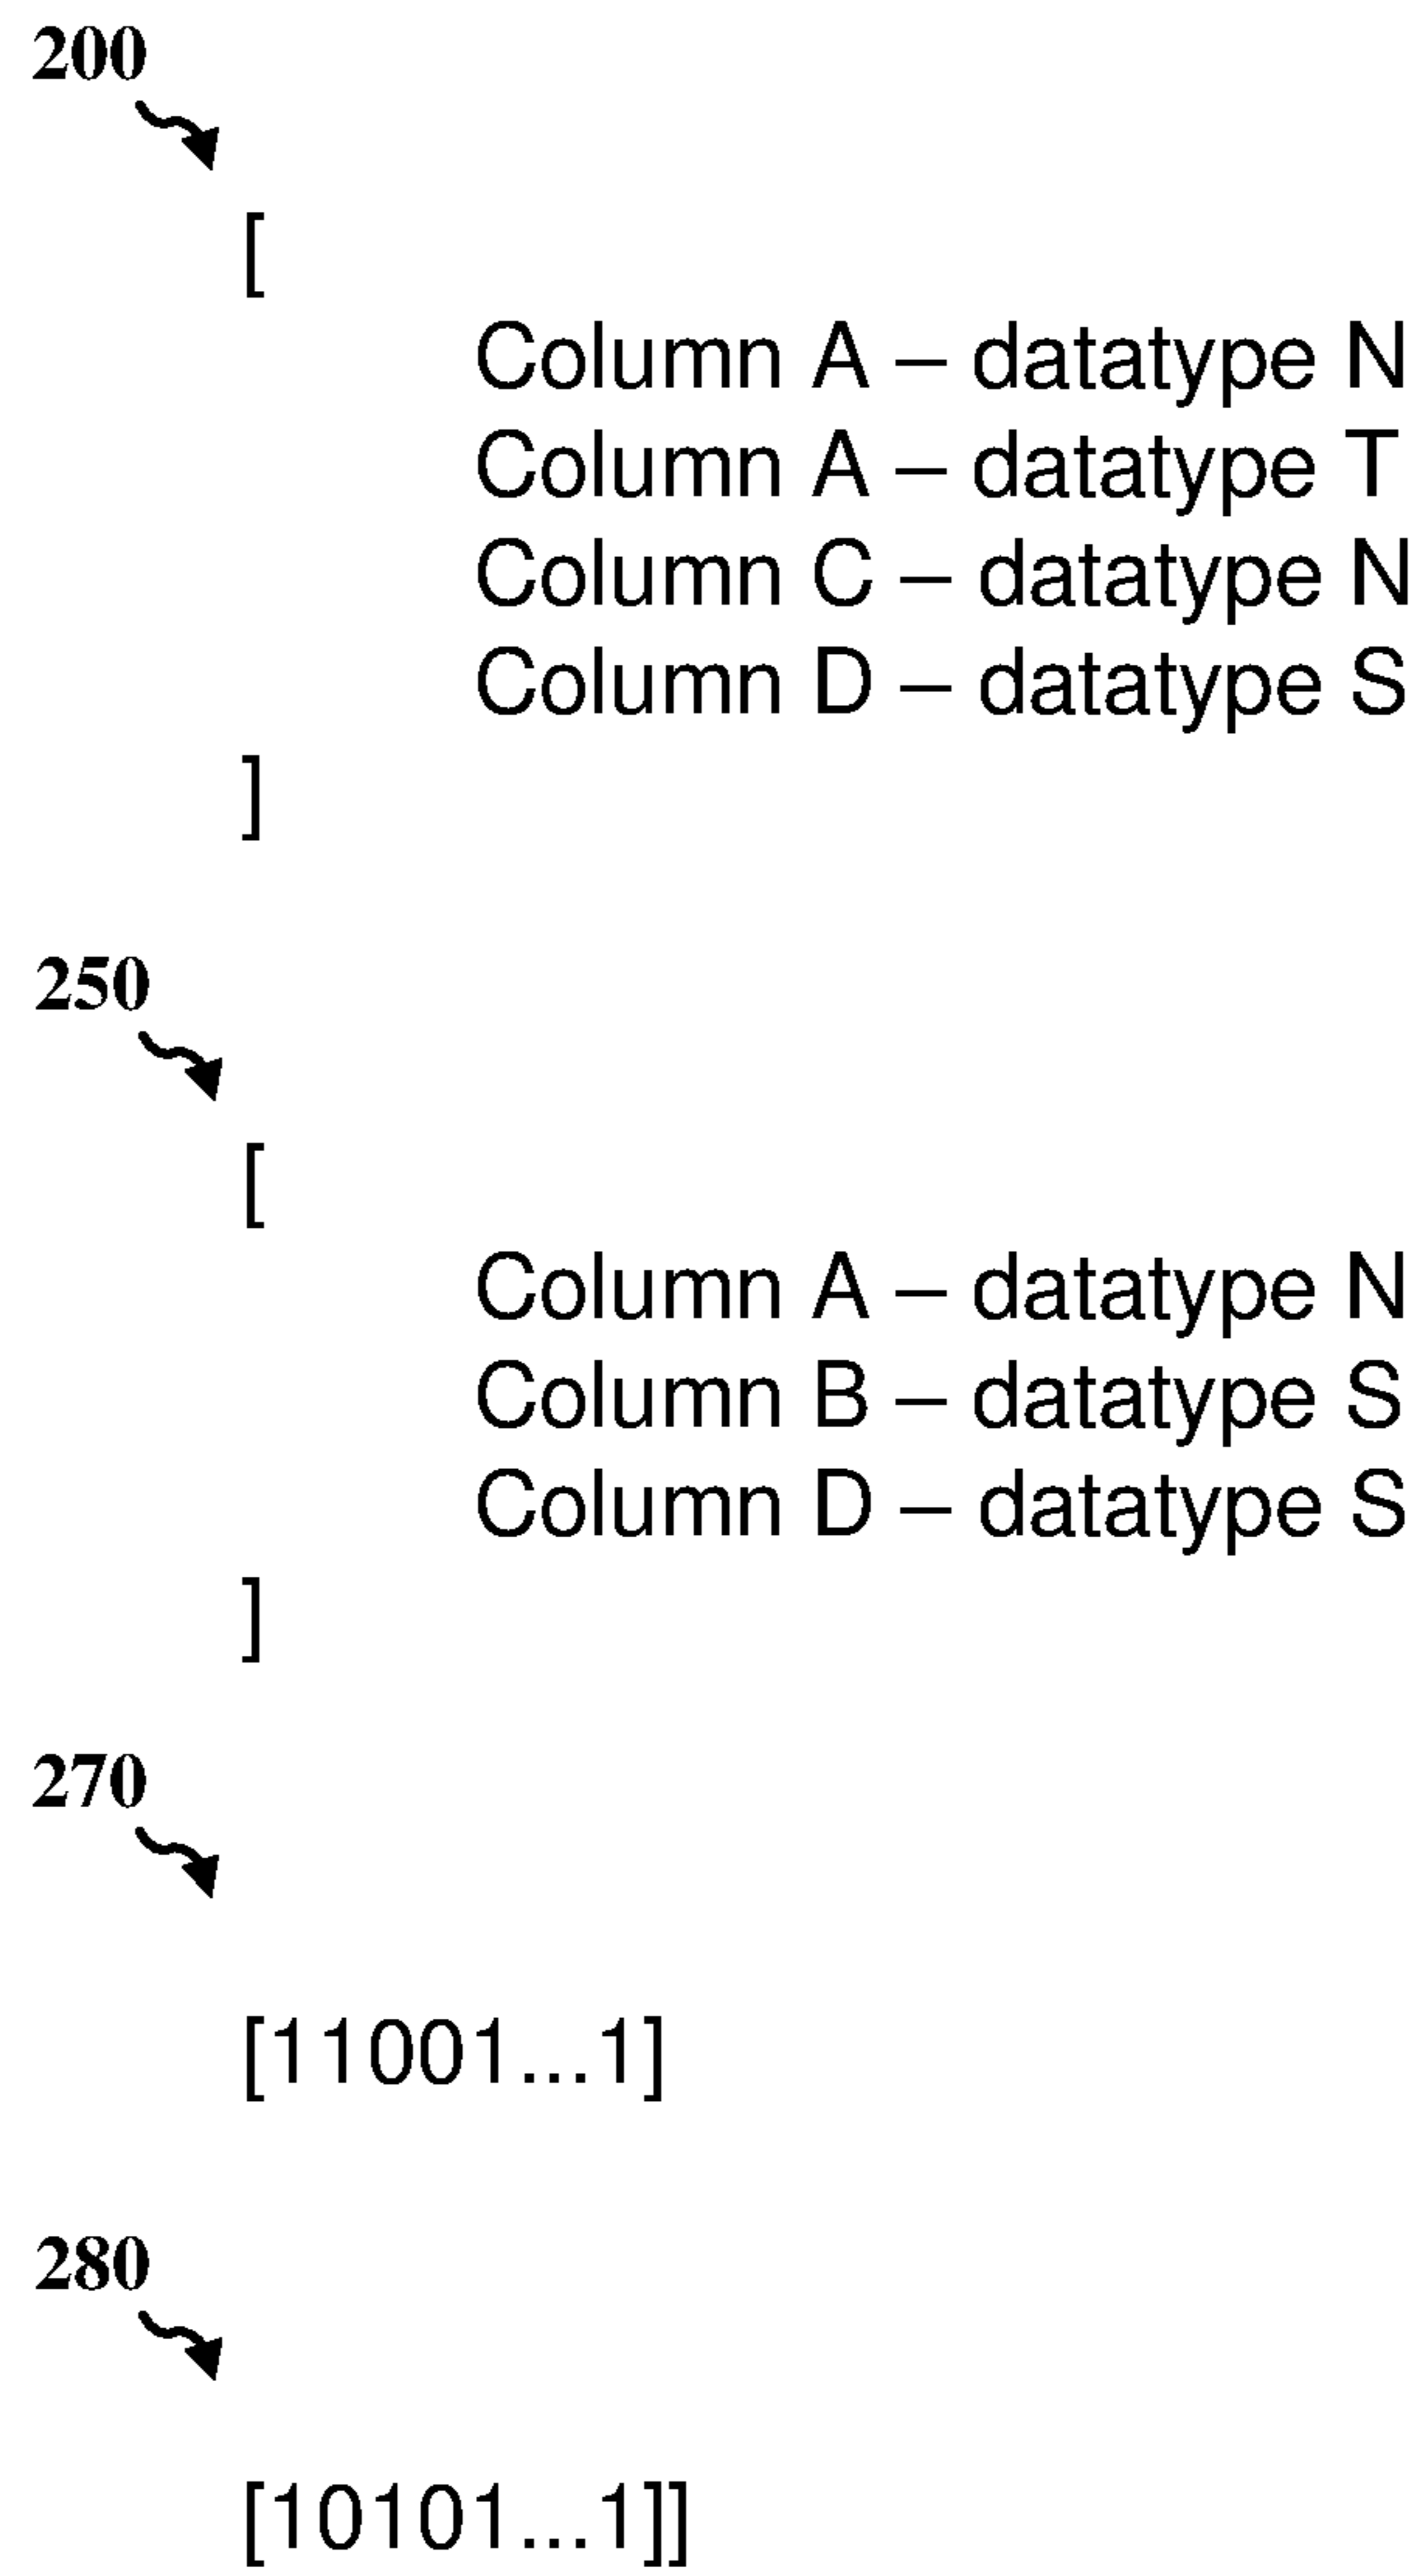 200
[
Column A – datatype N
Column A – datatype T
Column C – datatype N
Column D – datatype S
]
250
[
Column A – datatype N
Column B – datatype S
Column D – datatype S
]
270
[11001...1]
280
[10101...1]]